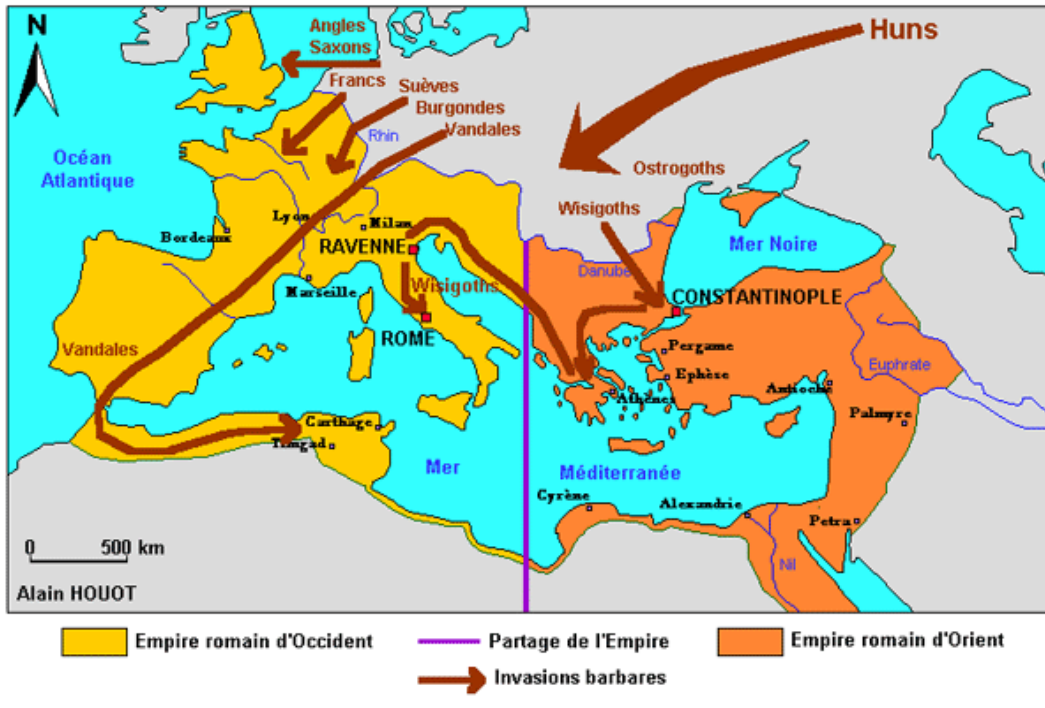 N
Angles
Saxons
Huns
Francs
Suèves
Burgondes
Vandales
Rhin
Océan
Atlantique
Ostrogoths
Wisigoths
Lyon
Milan
Bordeaux
RAVENNE
Mer Noire
Danube
Marseille
Wisigoths
CONSTANTINOPLE
ROME
Vandales
Pergame
Euphrate
Ephèse
Antioche
Athènes
Palmyre
Carthage
Timgad
Mer
Méditerranée
Cyrène
Alexandrie
Petra
0 500 km
Nil
Alain HOUOT
Empire romain d'Occident
Partage de l'Empire
Empire romain d'Orient
Invasions barbares